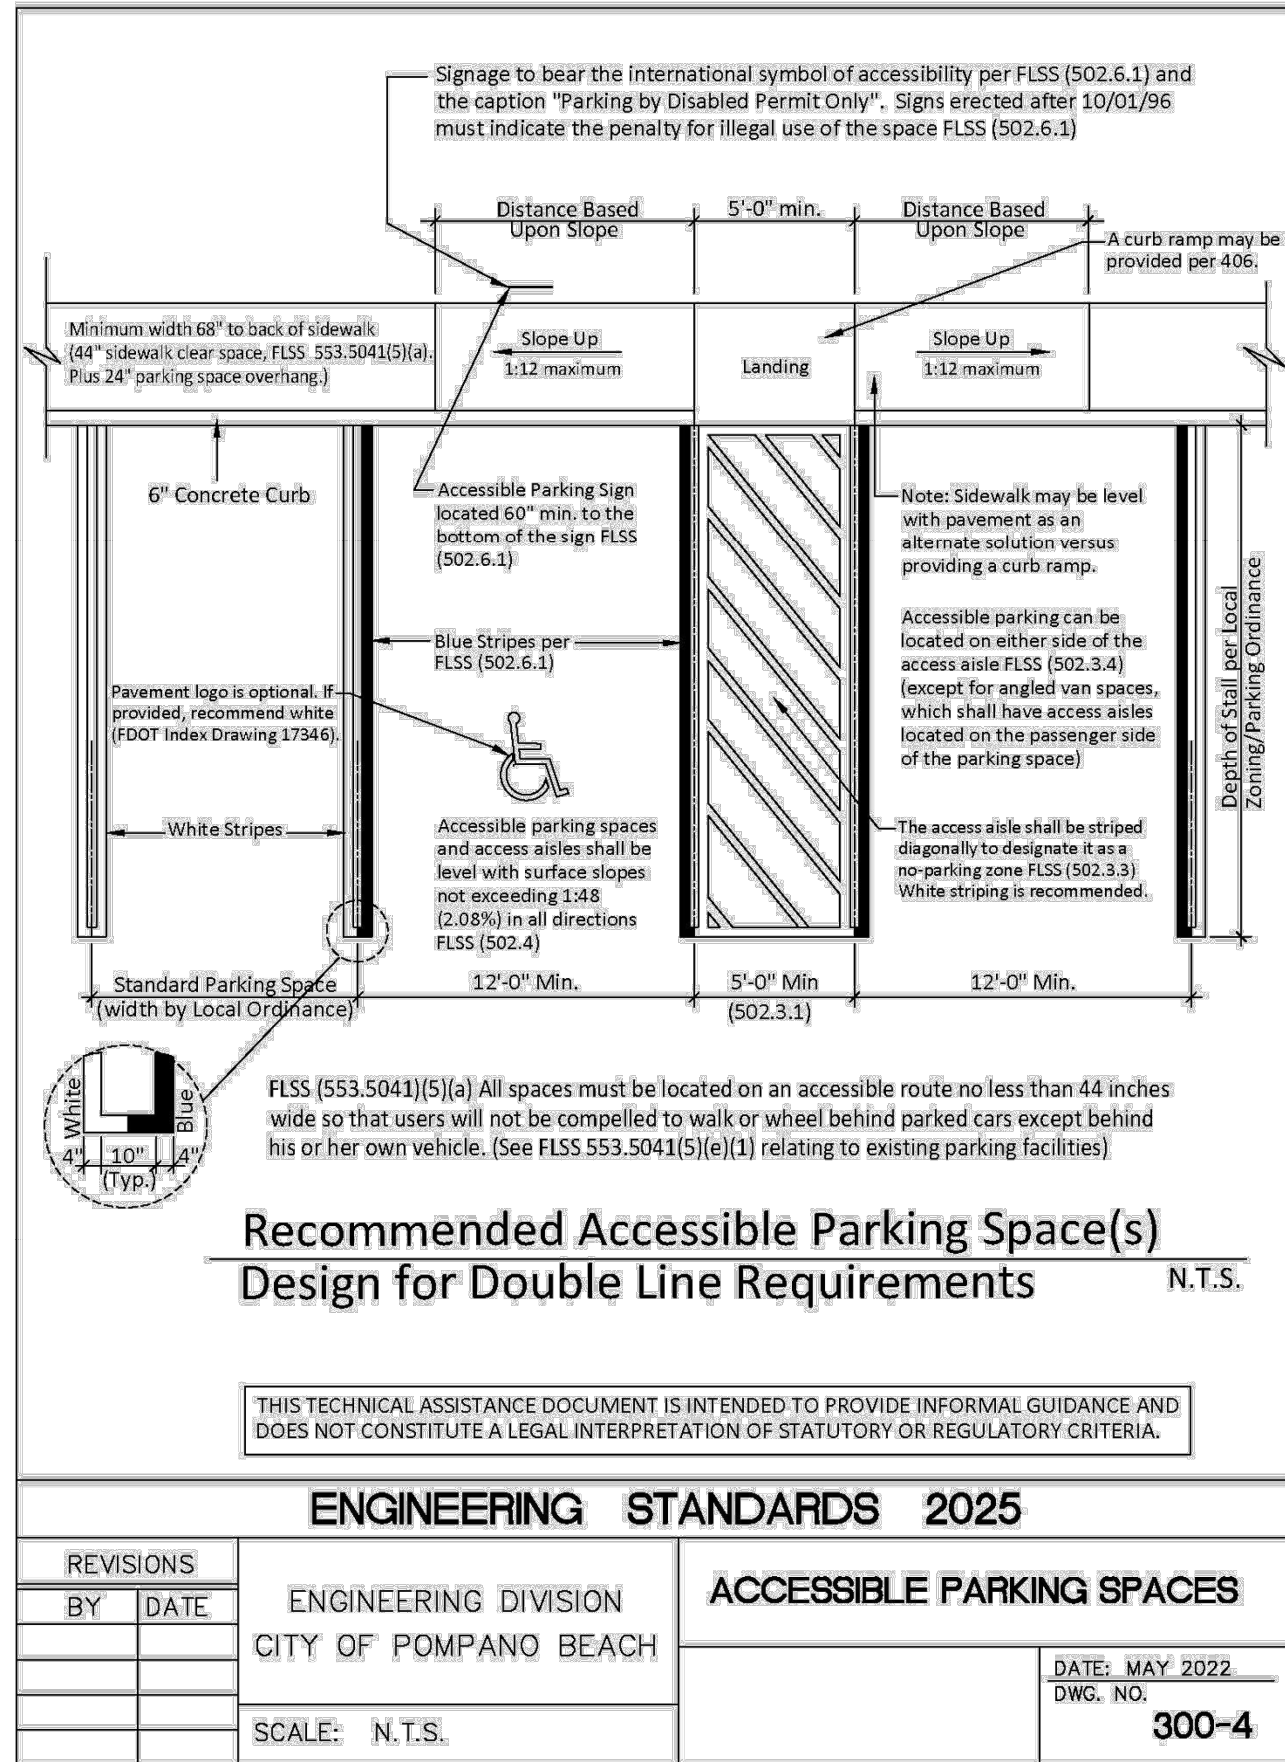 Signage to bear the international symbol of accessibility per FLSS (502.6.1) and
the caption "Parking by Disabled Permit Only".  Signs erected after 10/01/96
must indicate the penalty for illegal use of the space FLSS (502.6.1)
Distance Based
Upon Slope
5'-0" min.
Distance Based
Upon Slope
A curb ramp may be
provided per 406.
Minimum width 68" to back of sidewalk
(44" sidewalk clear space, FLSS 553.5041(5)(a).
Plus 24" parking space overhang.)
Slope Up
1:12 maximum
Landing
Slope Up
1:12 maximum
6" Concrete Curb
Accessible Parking Sign
located 60" min. to the
bottom of the sign FLSS
(502.6.1)
Note: Sidewalk may be level
with pavement as an
alternate solution versus
providing a curb ramp.
Blue Stripes per
FLSS (502.6.1)
Accessible parking can be
located on either side of the
access aisle FLSS (502.3.4)
(except for angled van spaces,
which shall have access aisles
located on the passenger side
of the parking space)
Depth of Stall per Local
Zoning/Parking Ordinance
Pavement logo is optional. If
provided, recommend white
(FDOT Index Drawing 17346).
White Stripes
Accessible parking spaces
and access aisles shall be
level with surface slopes
not exceeding 1:48
(2.08%) in all directions
FLSS (502.4)
The access aisle shall be striped
diagonally to designate it as a
no-parking zone FLSS (502.3.3)
White striping is recommended.
Standard Parking Space
(width by Local Ordinance)
12'-0" Min.
5'-0" Min
(502.3.1)
12'-0" Min.
White
Blue
4"
10"
(Typ.)
4"
FLSS (553.5041)(5)(a) All spaces must be located on an accessible route no less than 44 inches
wide so that users will not be compelled to walk or wheel behind parked cars except behind
his or her own vehicle. (See FLSS 553.5041(5)(e)(1) relating to existing parking facilities)
Recommended Accessible Parking Space(s)
Design for Double Line Requirements
N.T.S.
THIS TECHNICAL ASSISTANCE DOCUMENT IS INTENDED TO PROVIDE INFORMAL GUIDANCE AND
DOES NOT CONSTITUTE A LEGAL INTERPRETATION OF STATUTORY OR REGULATORY CRITERIA.
ENGINEERING STANDARDS 2025
REVISIONS
BY DATE
ENGINEERING DIVISION
CITY OF POMPANO BEACH
SCALE: N.T.S.
ACCESSIBLE PARKING SPACES
DATE: MAY 2022
DWG. NO.
300-4